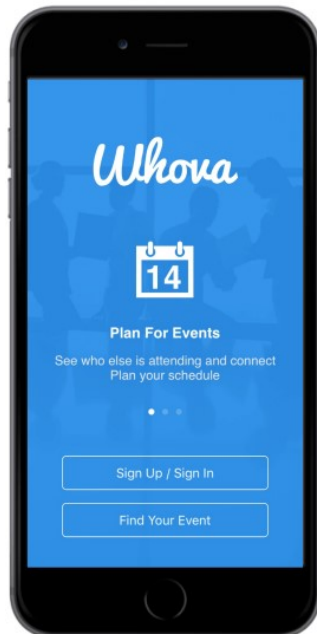 Whova
14
Plan For Events
See who else is attending and connect
Plan your schedule
Sign Up / Sign In
Find Your Event